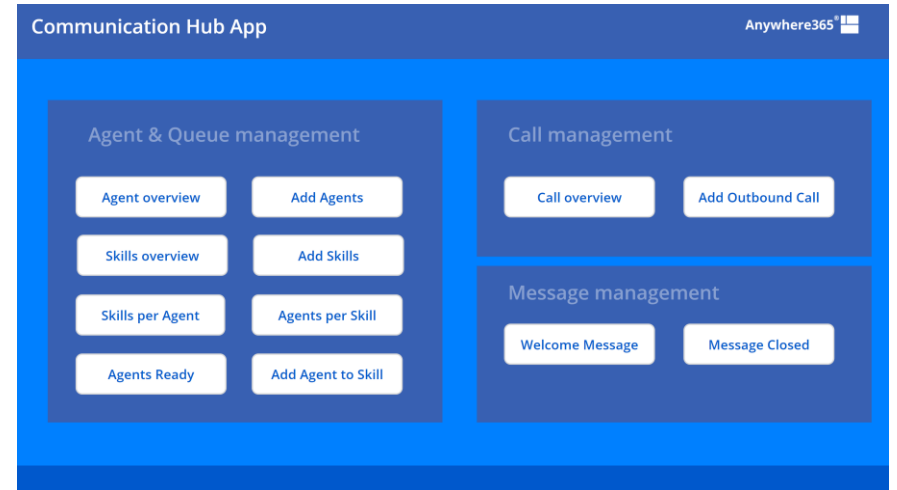 Communication Hub App
Anywhere365®
Agent & Queue management
Agent overview
Add Agents
Skills overview
Add Skills
Skills per Agent
Agents per Skill
Agents Ready
Add Agent to Skill
Call management
Call overview
Add Outbound Call
Message management
Welcome Message
Message Closed